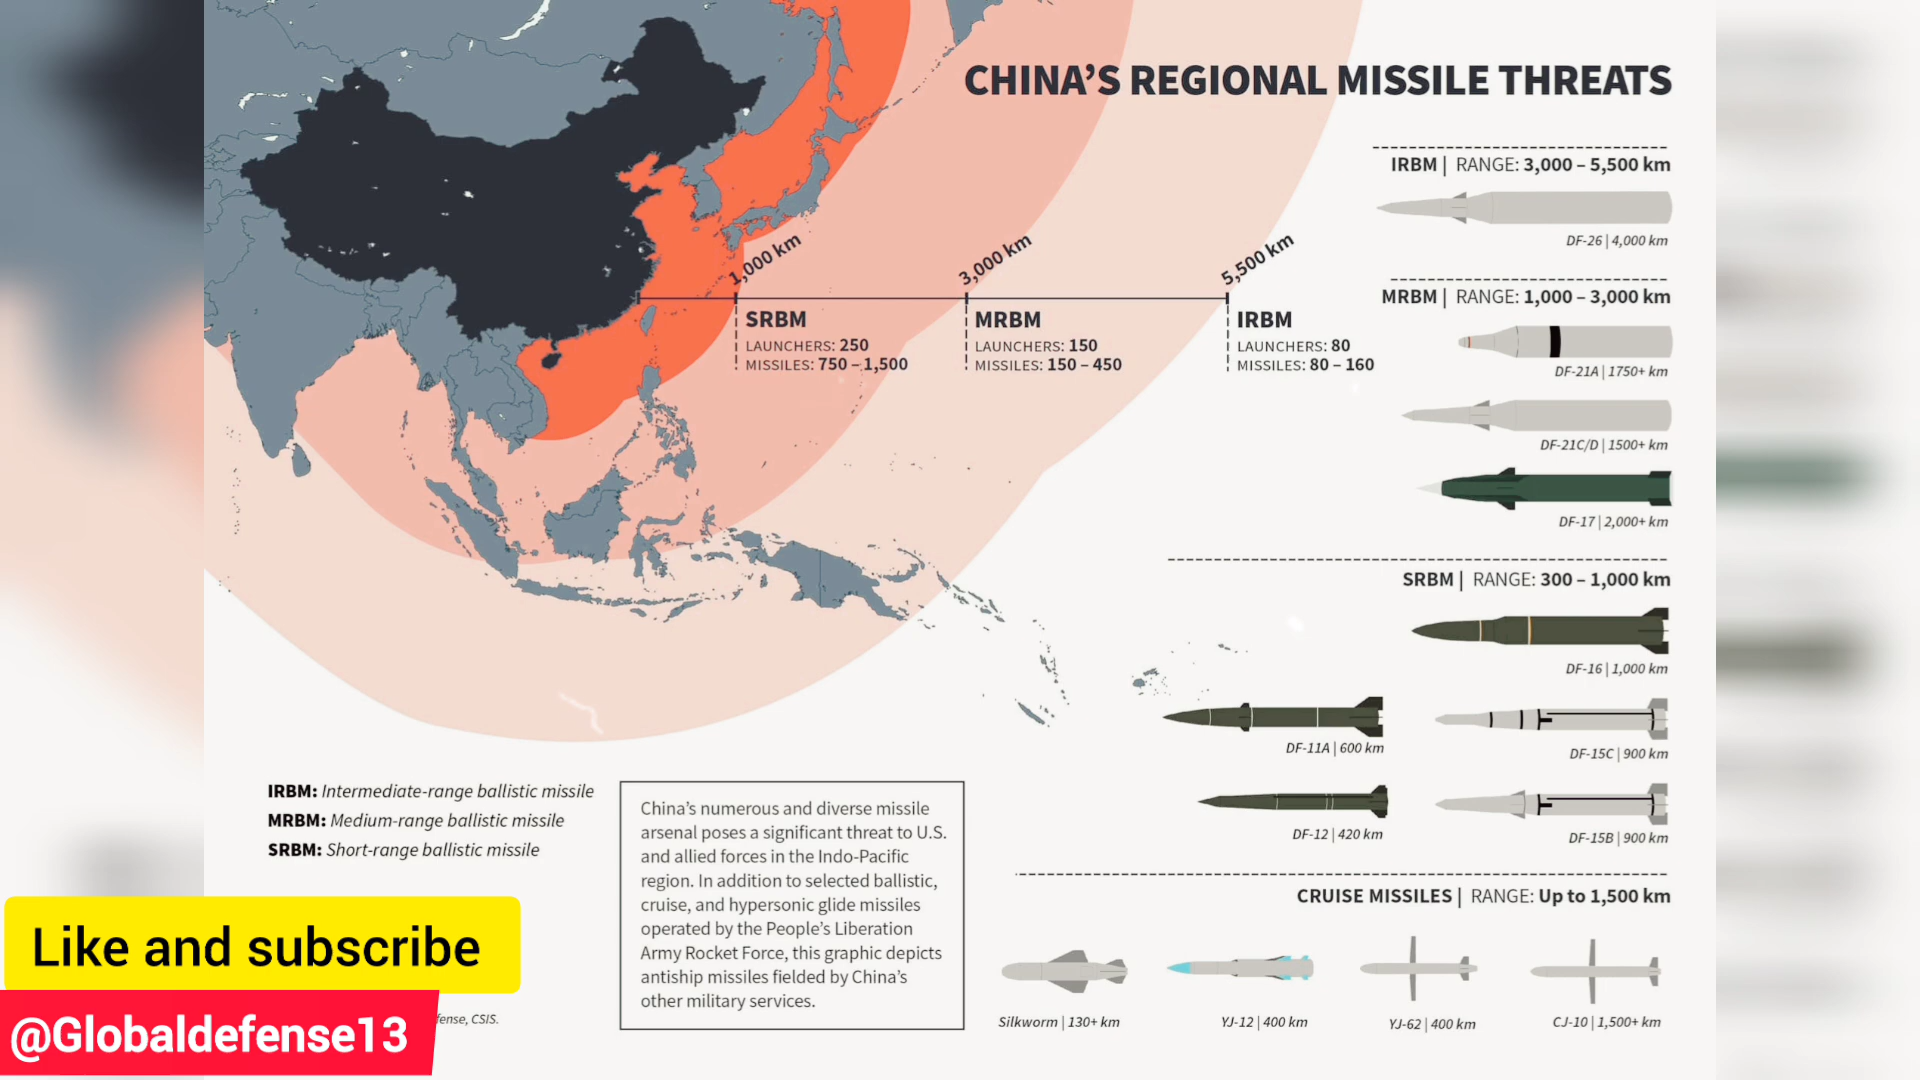 CHINA'S REGIONAL MISSILE THREATS
IRBM | RANGE: 3,000 – 5,500 km
DF-26 | 4,000 km
MRBM | RANGE: 1,000 – 3,000 km
DF-21A | 1750+ km
DF-21C/D | 1500+ km
DF-17 | 2,000+ km
1,000 km
3,000 km
5,500 km
SRBM
LAUNCHERS: 250
MISSILES: 750 – 1,500
MRBM
LAUNCHERS: 150
MISSILES: 150 – 450
IRBM
LAUNCHERS: 80
MISSILES: 80 – 160
SRBM | RANGE: 300 – 1,000 km
DF-16 | 1,000 km
DF-11A | 600 km
DF-15C | 900 km
DF-12 | 420 km
DF-15B | 900 km
CRUISE MISSILES | RANGE: Up to 1,500 km
Silkworm | 130+ km
YJ-12 | 400 km
YJ-62 | 400 km
CJ-10 | 1,500+ km
IRBM: Intermediate-range ballistic missile
MRBM: Medium-range ballistic missile
SRBM: Short-range ballistic missile
China's numerous and diverse missile
arsenal poses a significant threat to U.S.
and allied forces in the Indo-Pacific
region. In addition to selected ballistic,
cruise, and hypersonic glide missiles
operated by the People's Liberation
Army Rocket Force, this graphic depicts
antiship missiles fielded by China's
other military services.
Like and subscribe
@Globaldefense13
fense, CSIS.